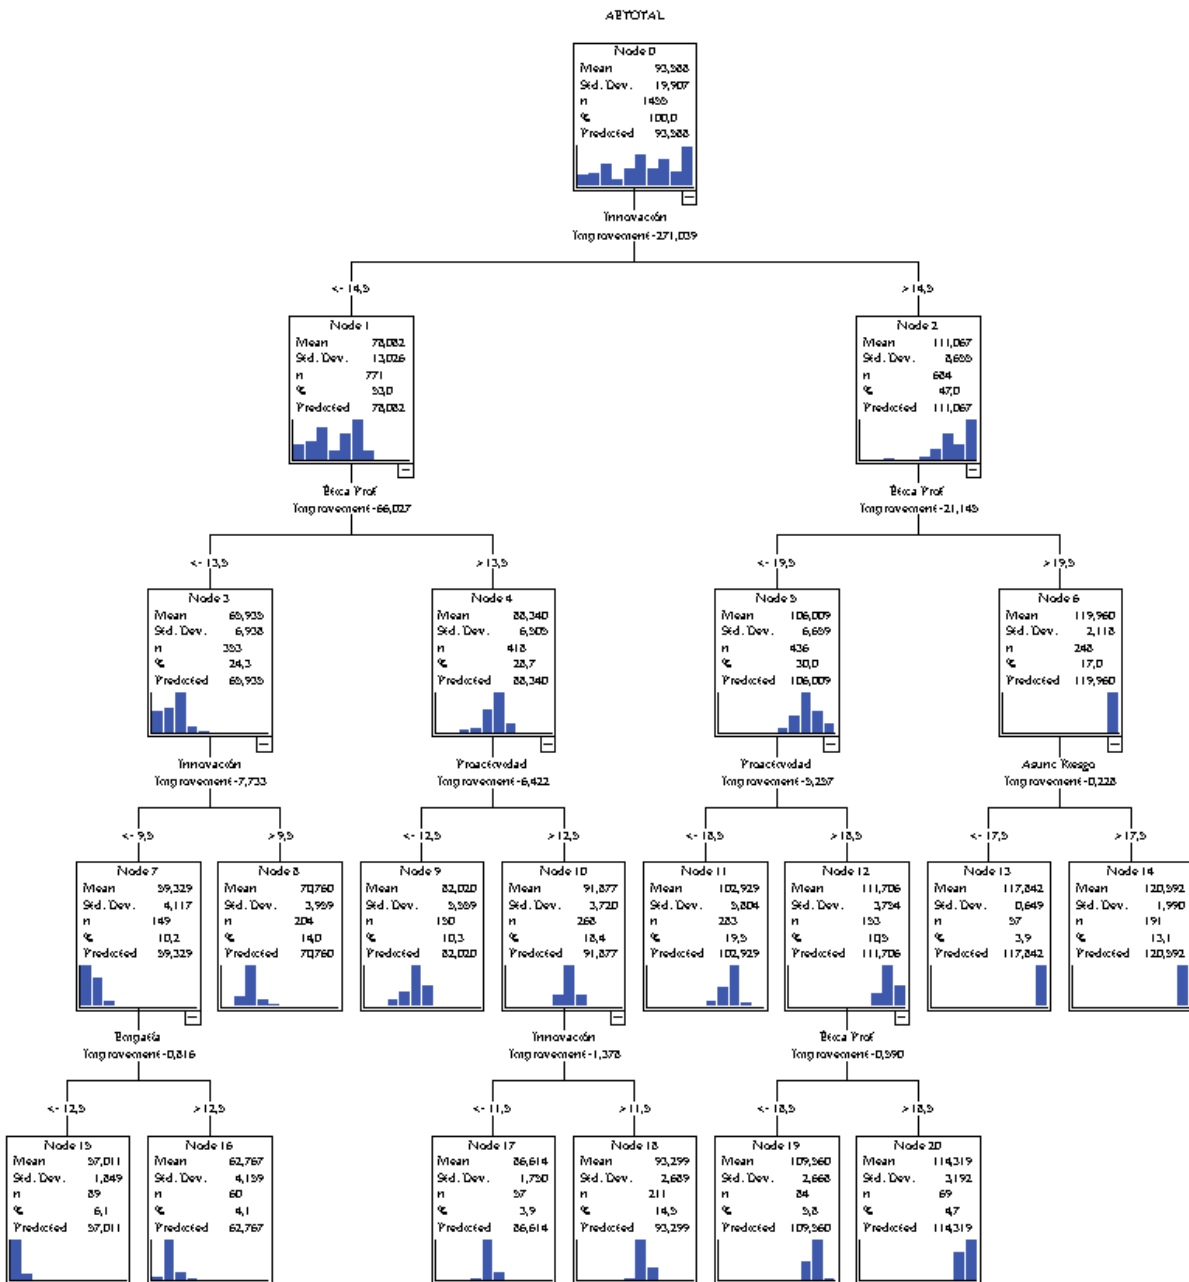 ABTOTAL
Node 0
Mean 93,588
Std. Dev. 19,907
n 1455
% 100,0
Predicted 93,588
Innovación
Improvement=271,039
<= 14,5
> 14,5
Node 1
Mean 78,082
Std. Dev. 13,026
n 771
% 53,0
Predicted 78,082
Node 2
Mean 111,067
Std. Dev. 8,655
n 684
% 47,0
Predicted 111,067
Ética Prof
Improvement=66,027
Ética Prof
Improvement=21,145
<= 13,5
> 13,5
<= 19,5
> 19,5
Node 3
Mean 65,935
Std. Dev. 6,938
n 353
% 24,3
Predicted 65,935
Node 4
Mean 88,340
Std. Dev. 6,505
n 418
% 28,7
Predicted 88,340
Node 5
Mean 106,009
Std. Dev. 6,659
n 436
% 30,0
Predicted 106,009
Node 6
Mean 119,960
Std. Dev. 2,118
n 248
% 17,0
Predicted 119,960
Innovación
Improvement=7,733
Proactividad
Improvement=6,422
Proactividad
Improvement=5,257
Asunc Riesgo
Improvement=0,228
<= 9,5
> 9,5
<= 12,5
> 12,5
<= 18,5
> 18,5
<= 17,5
> 17,5
Node 7
Mean 59,329
Std. Dev. 4,117
n 149
% 10,2
Predicted 59,329
Node 8
Mean 70,760
Std. Dev. 3,959
n 204
% 14,0
Predicted 70,760
Node 9
Mean 82,020
Std. Dev. 5,559
n 150
% 10,3
Predicted 82,020
Node 10
Mean 91,877
Std. Dev. 3,720
n 268
% 18,4
Predicted 91,877
Node 11
Mean 102,929
Std. Dev. 5,804
n 283
% 19,5
Predicted 102,929
Node 12
Mean 111,706
Std. Dev. 3,754
n 153
% 10,5
Predicted 111,706
Node 13
Mean 117,842
Std. Dev. 0,649
n 57
% 3,9
Predicted 117,842
Node 14
Mean 120,592
Std. Dev. 1,990
n 191
% 13,1
Predicted 120,592
Empatía
Improvement=0,816
Innovación
Improvement=1,378
Ética Prof
Improvement=0,590
<= 12,5
> 12,5
<= 11,5
> 11,5
<= 18,5
> 18,5
Node 15
Mean 57,011
Std. Dev. 1,849
n 89
% 6,1
Predicted 57,011
Node 16
Mean 62,767
Std. Dev. 4,159
n 60
% 4,1
Predicted 62,767
Node 17
Mean 86,614
Std. Dev. 1,750
n 57
% 3,9
Predicted 86,614
Node 18
Mean 93,299
Std. Dev. 2,689
n 211
% 14,5
Predicted 93,299
Node 19
Mean 109,560
Std. Dev. 2,668
n 84
% 5,8
Predicted 109,560
Node 20
Mean 114,319
Std. Dev. 3,192
n 69
% 4,7
Predicted 114,319